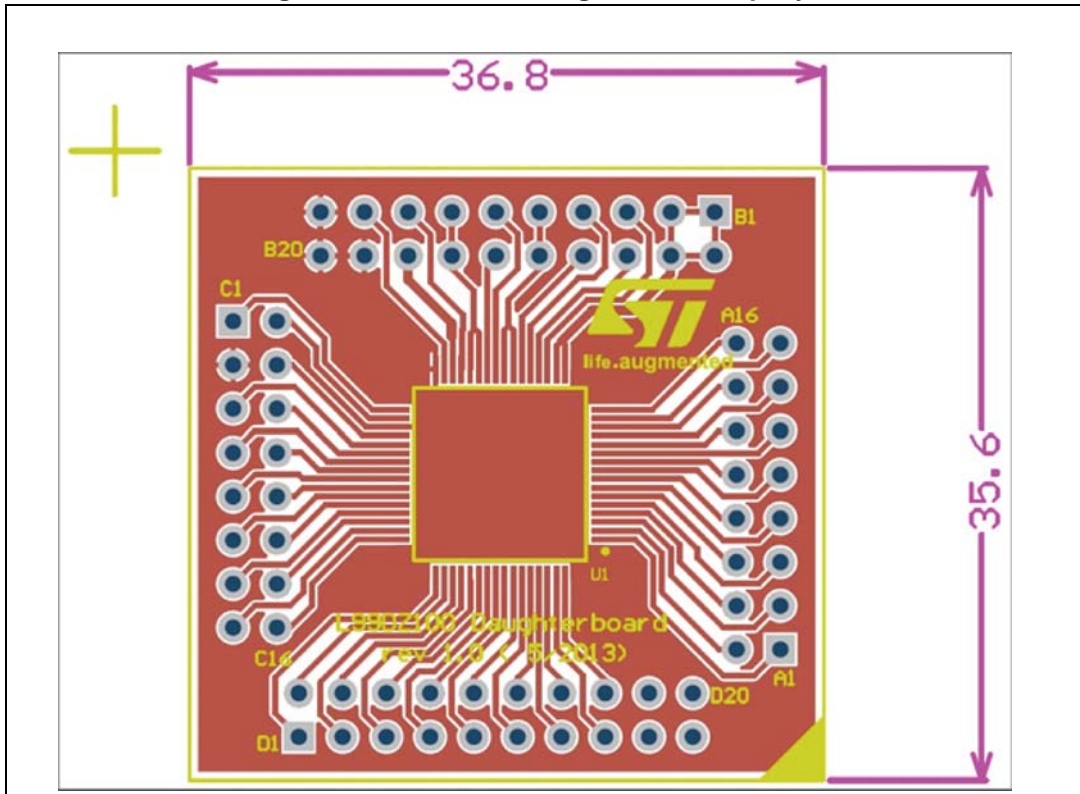 36.8
B1
B20
C1
ST
A16
life.augmented
35.6
U1
Daughterboard
rev 1.0 ( 5/2013)
C16
A1
D20
D1